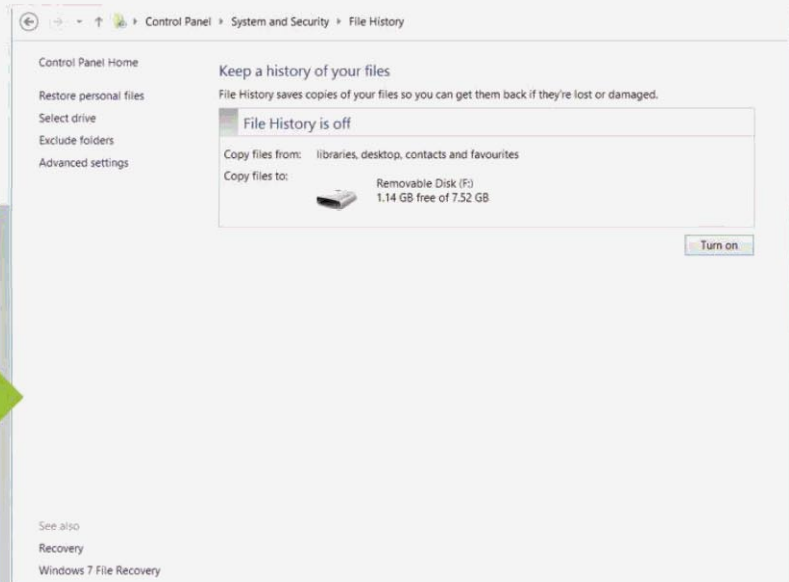 Control Panel System and Security File History
Control Panel Home
Restore personal files
Select drive
Exclude folders
Advanced settings
Keep a history of your files
File History saves copies of your files so you can get them back if they're lost or damaged.
File History is off
Copy files from: libraries, desktop, contacts and favourites
Copy files to:
Removable Disk (F:)
1.14 GB free of 7.52 GB
Turn on
See also
Recovery
Windows 7 File Recovery